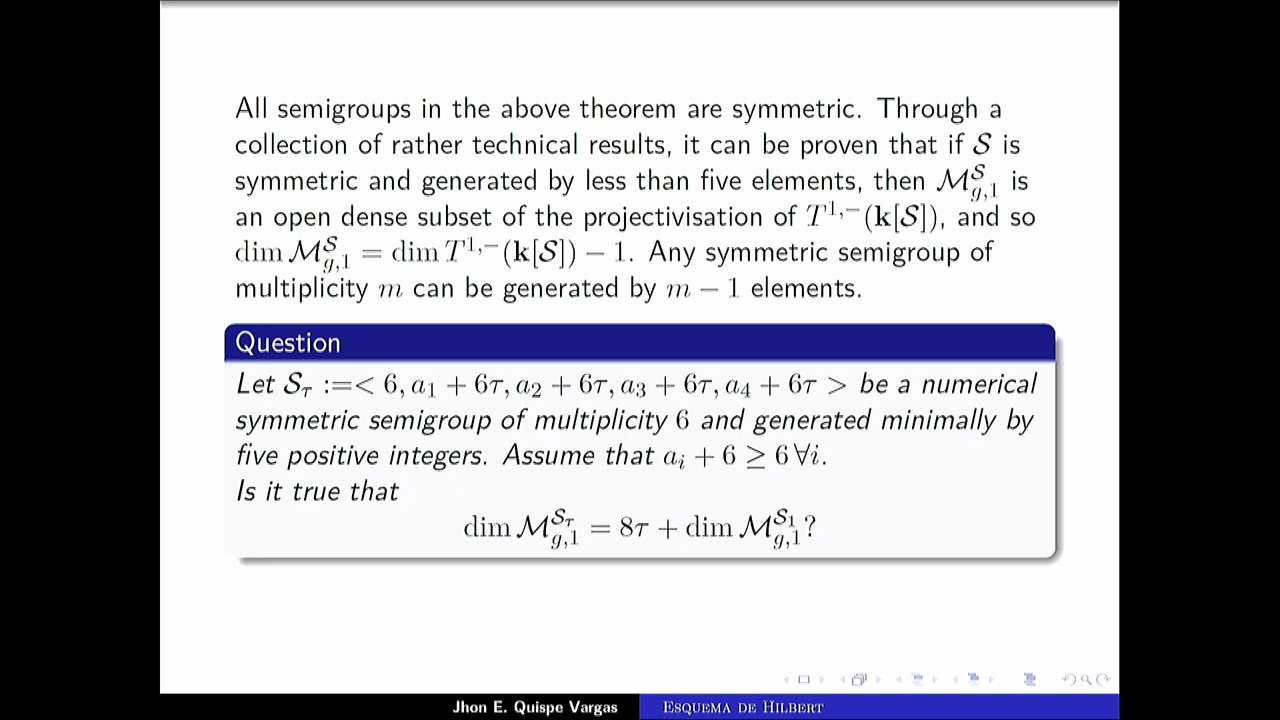 All semigroups in the above theorem are symmetric. Through a
collection of rather technical results, it can be proven that if 𝒮 is
symmetric and generated by less than five elements, then ℳ^𝒮_{g,1} is
an open dense subset of the projectivisation of T^{1,−}(𝐤[𝒮]), and so
dim ℳ^𝒮_{g,1} = dim T^{1,−}(𝐤[𝒮]) − 1. Any symmetric semigroup of
multiplicity m can be generated by m − 1 elements.
Question
Let 𝒮_τ :=< 6, a_1 + 6τ, a_2 + 6τ, a_3 + 6τ, a_4 + 6τ > be a numerical
symmetric semigroup of multiplicity 6 and generated minimally by
five positive integers. Assume that a_i + 6 ≥ 6 ∀i.
Is it true that
dim ℳ^{𝒮_τ}_{g,1} = 8τ + dim ℳ^{𝒮_1}_{g,1}?
Jhon E. Quispe Vargas
Esquema de Hilbert